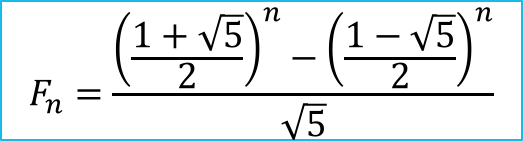 F_n = (((1 + √5)/2)^n − ((1 − √5)/2)^n)/√5